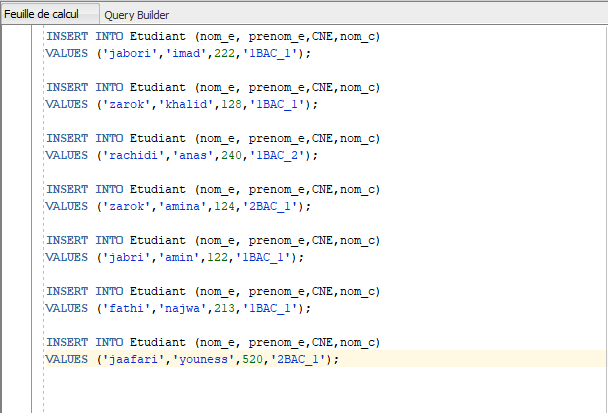 Feuille de calcul Query Builder
INSERT INTO Etudiant (nom_e, prenom_e,CNE,nom_c)
VALUES ('jabori','imad',222,'1BAC_1');
INSERT INTO Etudiant (nom_e, prenom_e,CNE,nom_c)
VALUES ('zarok','khalid',128,'1BAC_1');
INSERT INTO Etudiant (nom_e, prenom_e,CNE,nom_c)
VALUES ('rachidi','anas',240,'1BAC_2');
INSERT INTO Etudiant (nom_e, prenom_e,CNE,nom_c)
VALUES ('zarok','amina',124,'2BAC_1');
INSERT INTO Etudiant (nom_e, prenom_e,CNE,nom_c)
VALUES ('jabri','amin',122,'1BAC_1');
INSERT INTO Etudiant (nom_e, prenom_e,CNE,nom_c)
VALUES ('fathi','najwa',213,'1BAC_1');
INSERT INTO Etudiant (nom_e, prenom_e,CNE,nom_c)
VALUES ('jaafari','youness',520,'2BAC_1');